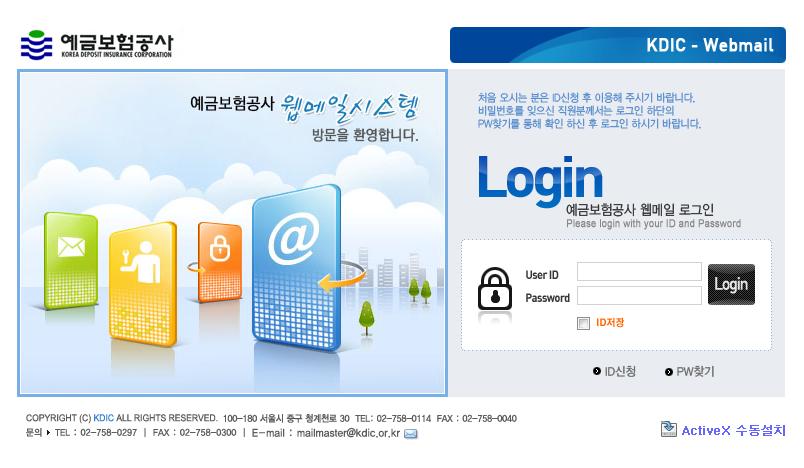 예금보험공사
KOREA DEPOSIT INSURANCE CORPORATION
KDIC - Webmail
예금보험공사 웹메일시스템
방문을 환영합니다.
처음 오시는 분은 ID신청 후 이용해 주시기 바랍니다.
비밀번호를 잊으신 직원분께서는 로그인 하단의
PW찾기를 통해 확인 하신 후 로그인 하시기 바랍니다.
Login
예금보험공사 웹메일 로그인
Please login with your ID and Password
User ID
Password
Login
ID저장
ID신청
PW찾기
COPYRIGHT (C) KDIC ALL RIGHTS RESERVED. 100-180 서울시 중구 청계천로 30 TEL: 02-758-0114 FAX : 02-758-0040
문의 TEL : 02-758-0297 | FAX : 02-758-0300 | E-mail : mailmaster@kdic.or.kr
ActiveX 수동설치